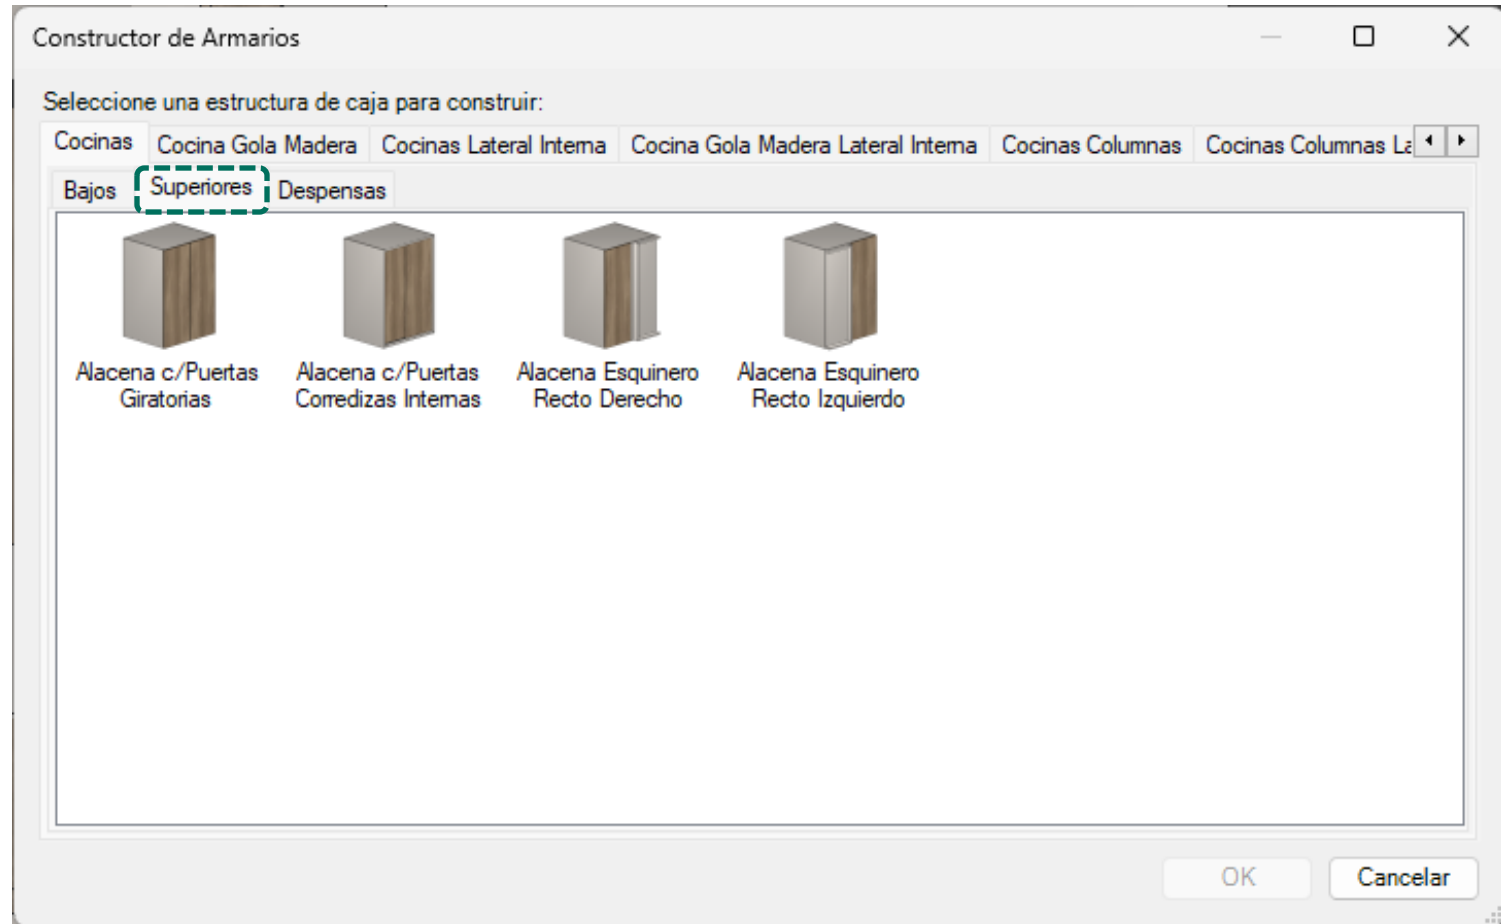 Constructor de Armarios
Seleccione una estructura de caja para construir:
Cocinas Cocina Gola Madera Cocinas Lateral Interna Cocina Gola Madera Lateral Interna Cocinas Columnas Cocinas Columnas
Bajos Superiores Despensas
Alacena c/Puertas Giratorias
Alacena c/Puertas Corredizas Internas
Alacena Esquinero Recto Derecho
Alacena Esquinero Recto Izquierdo
OK Cancelar